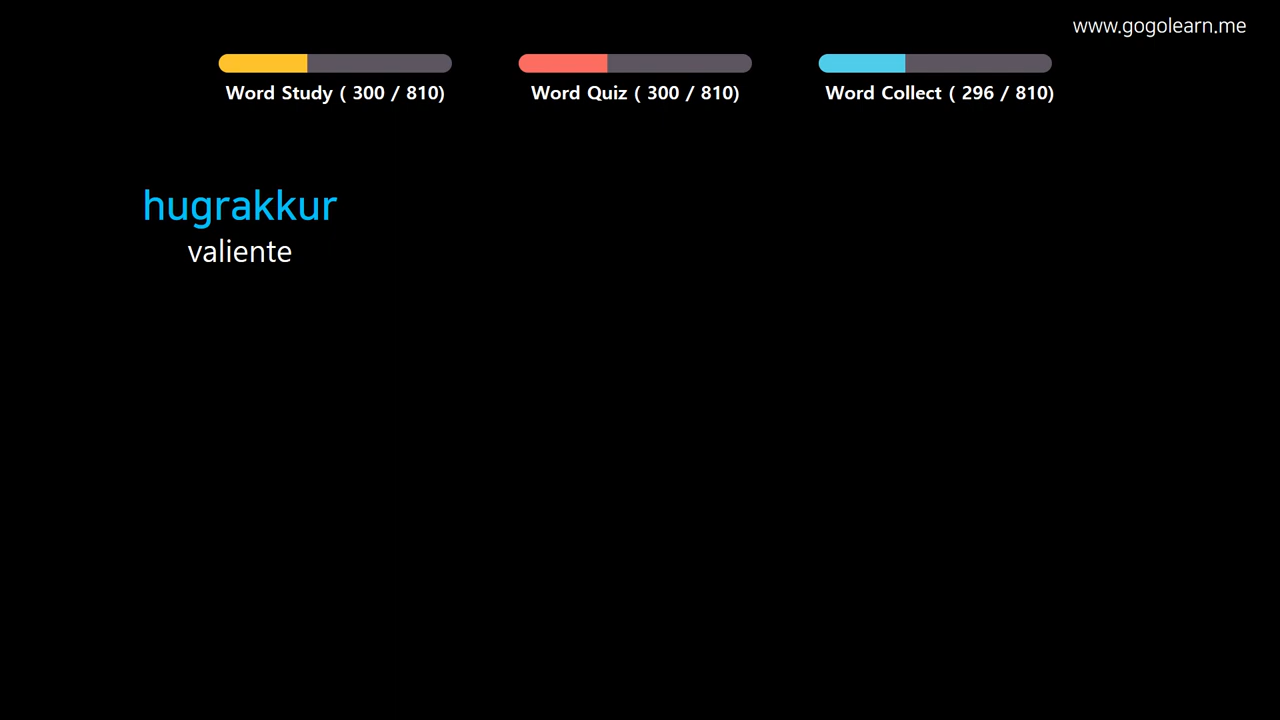 www.gogolearn.me
Word Study ( 300 / 810)
Word Quiz ( 300 / 810)
Word Collect ( 296 / 810)
hugrakkur
valiente